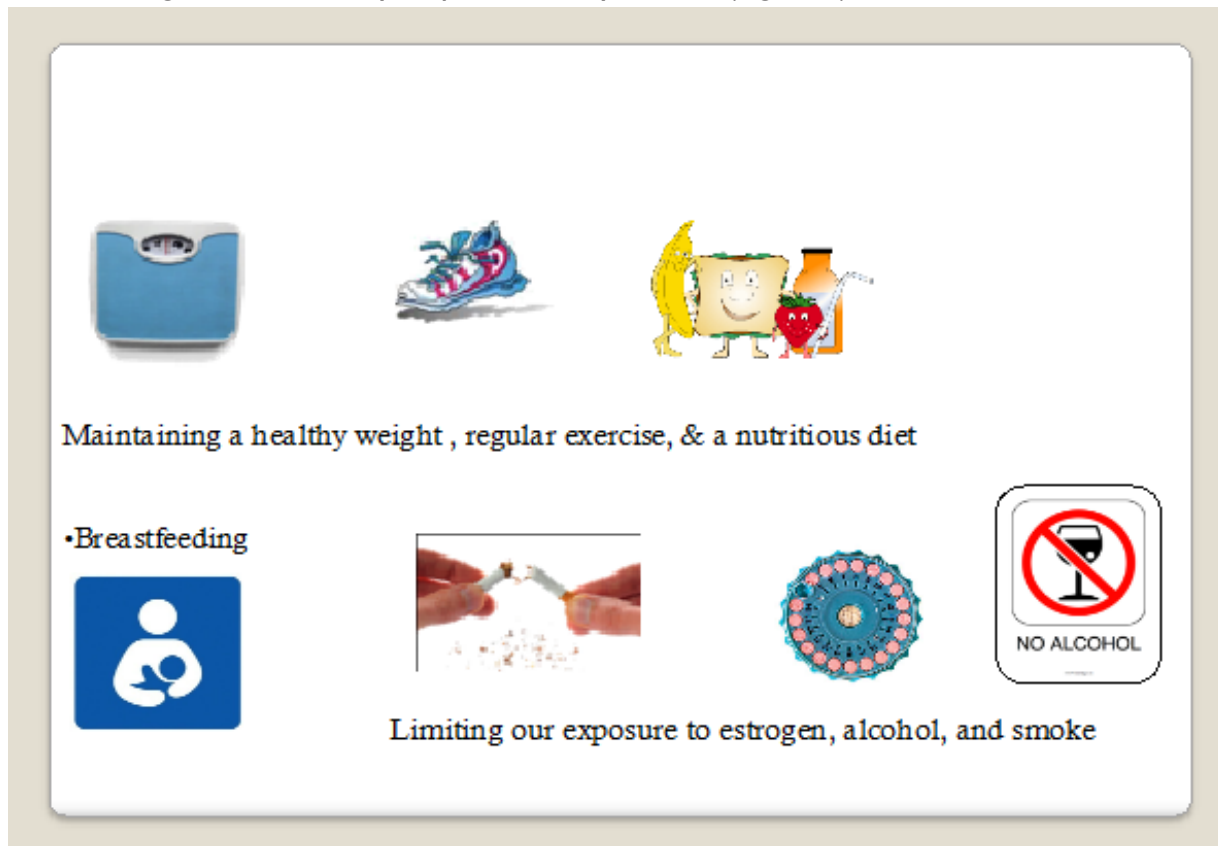 Maintaining a healthy weight , regular exercise, & a nutritious diet
•Breastfeeding
NO ALCOHOL
Limiting our exposure to estrogen, alcohol, and smoke